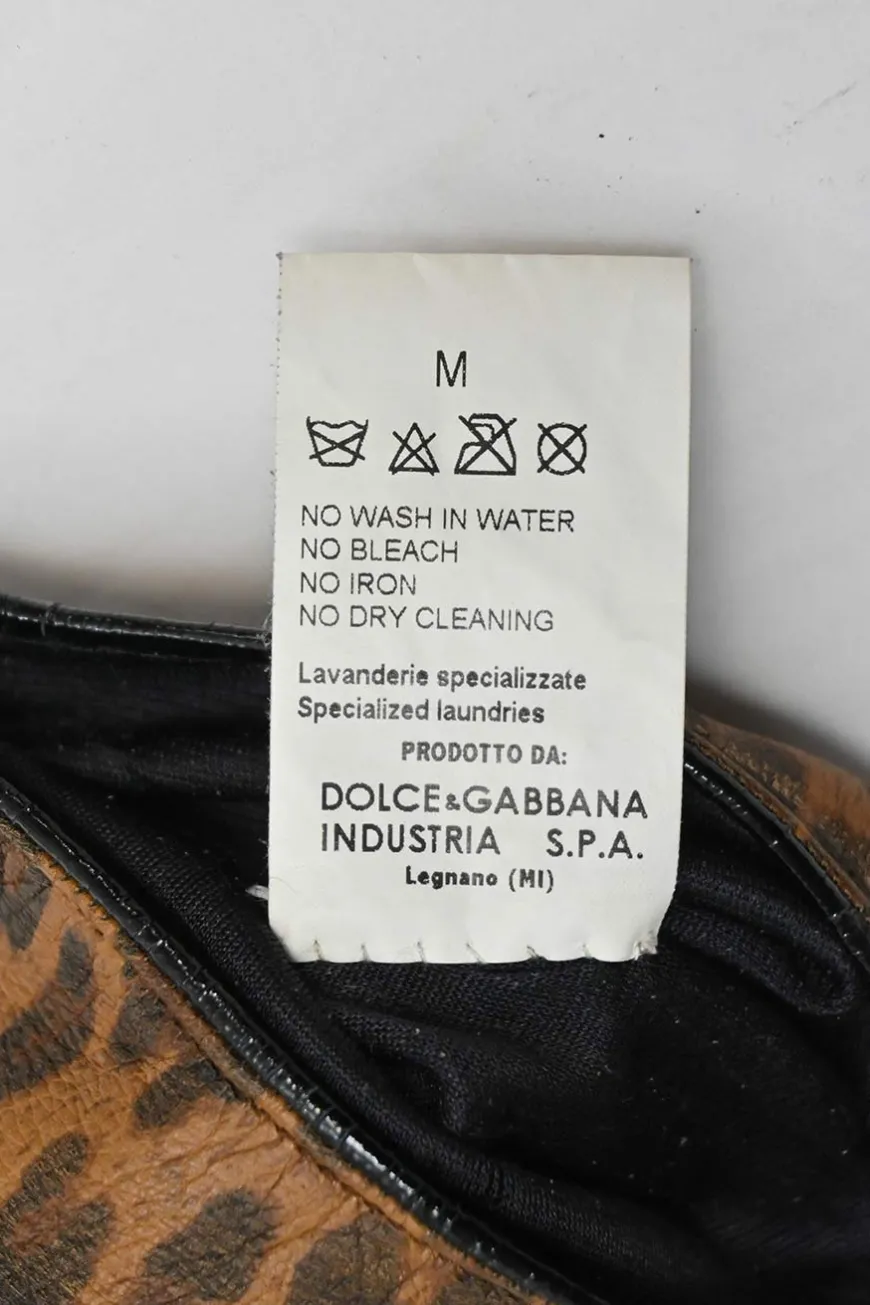 M
NO WASH IN WATER
NO BLEACH
NO IRON
NO DRY CLEANING
Lavanderie specializzate
Specialized laundries
PRODOTTO DA:
DOLCE&GABBANA
INDUSTRIA S.P.A.
Legnano (MI)